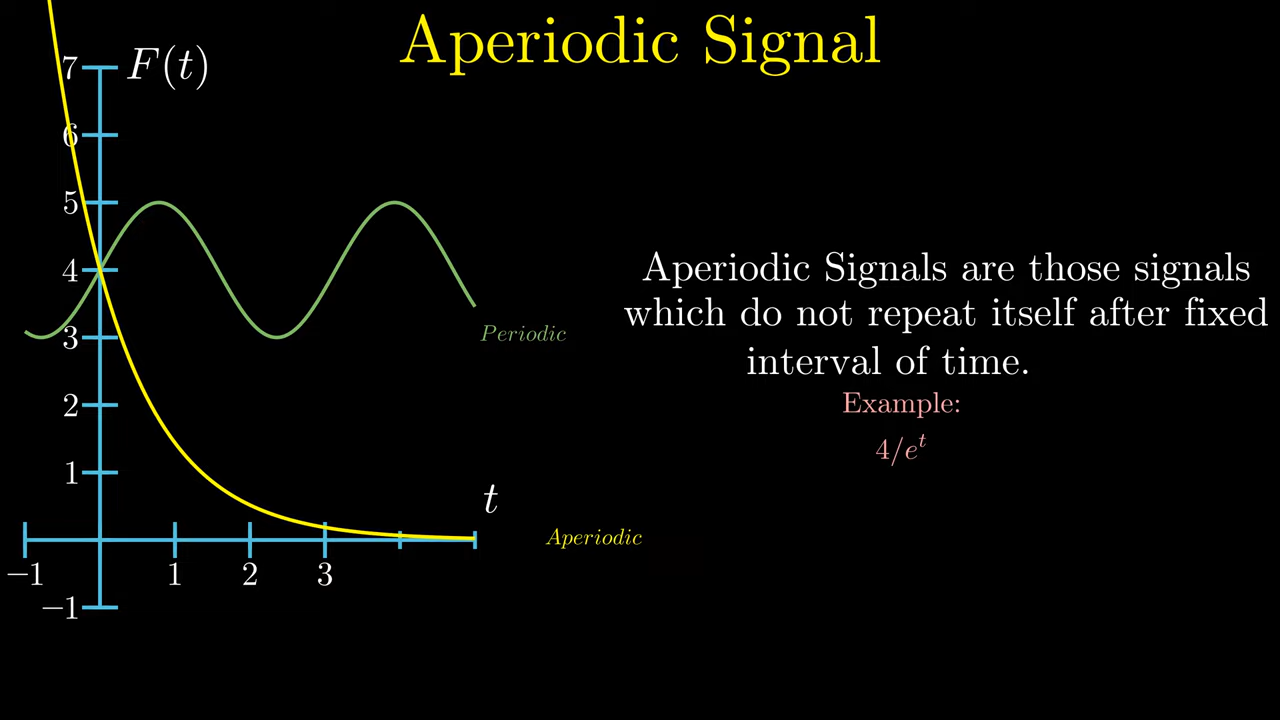 Aperiodic Signal
F(t)
7
6
5
4
3
2
1
−1
−1
1
2
3
t
Periodic
Aperiodic
Aperiodic Signals are those signals
which do not repeat itself after fixed
interval of time.
Example:
4/e^t